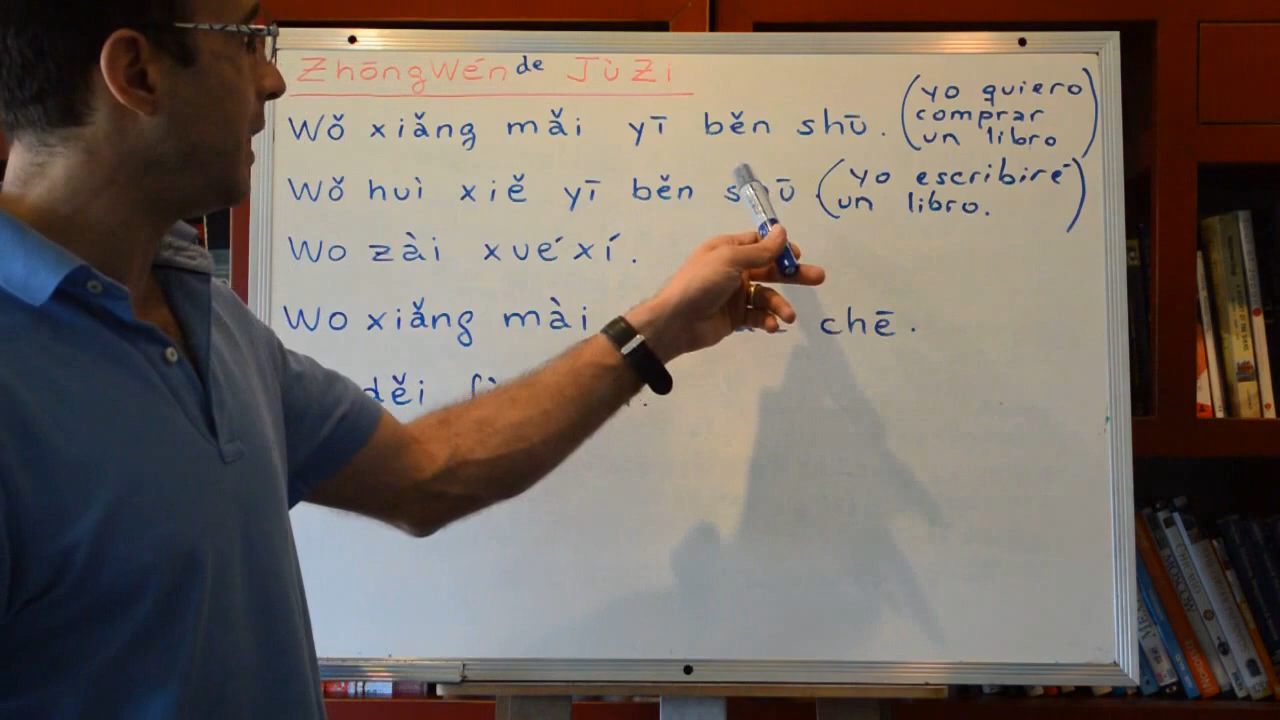 ZhōngWén de JùZi
Wǒ xiǎng mǎi yī běn shū. (yo quiero
comprar
un libro)
Wǒ huì xiě yī běn shū (yo escribiré
un libro.)
Wo zài xuéxí.
Wo xiǎng mài chē.
děi